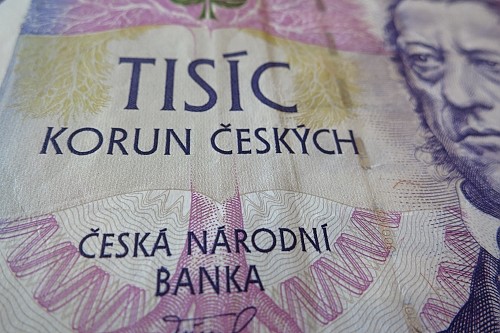 TISÍC
KORUN ČESKÝCH
ČESKÁ NÁRODNÍ
BANKA